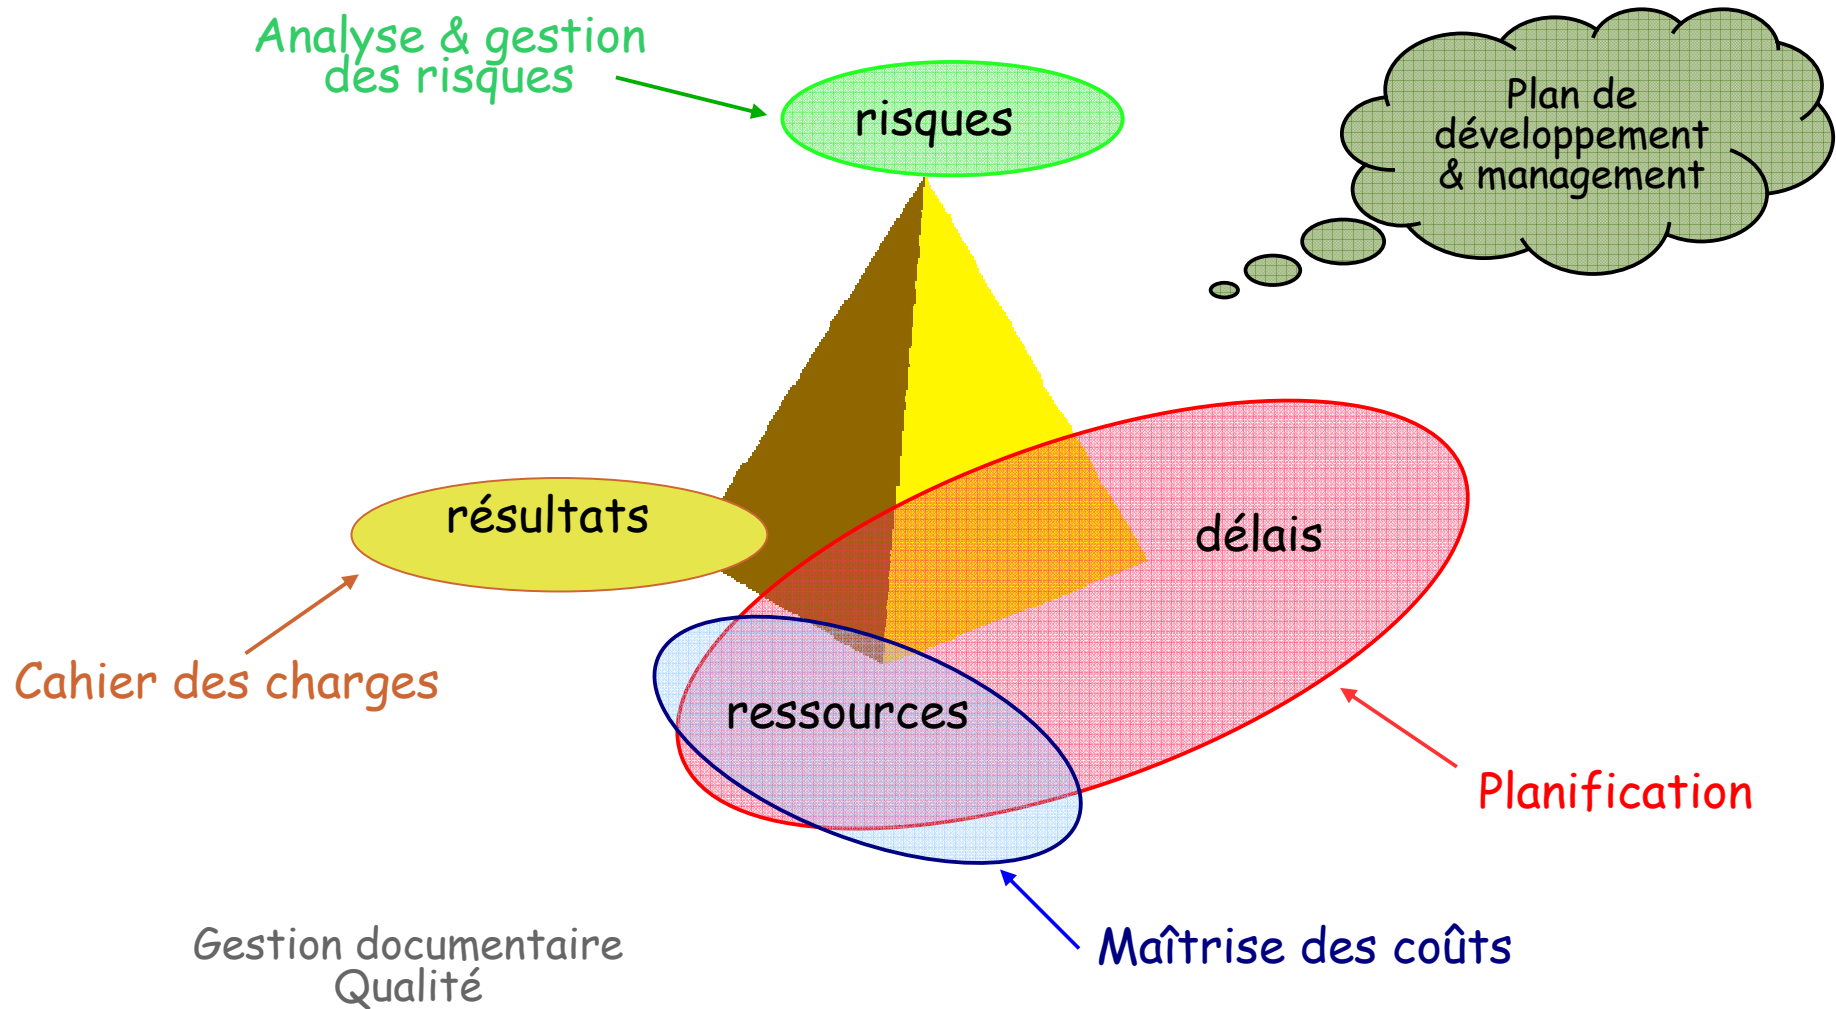 Analyse & gestion
des risques
risques
Plan de
développement
& management
résultats
délais
Cahier des charges
ressources
Planification
Gestion documentaire
Qualité
Maîtrise des coûts